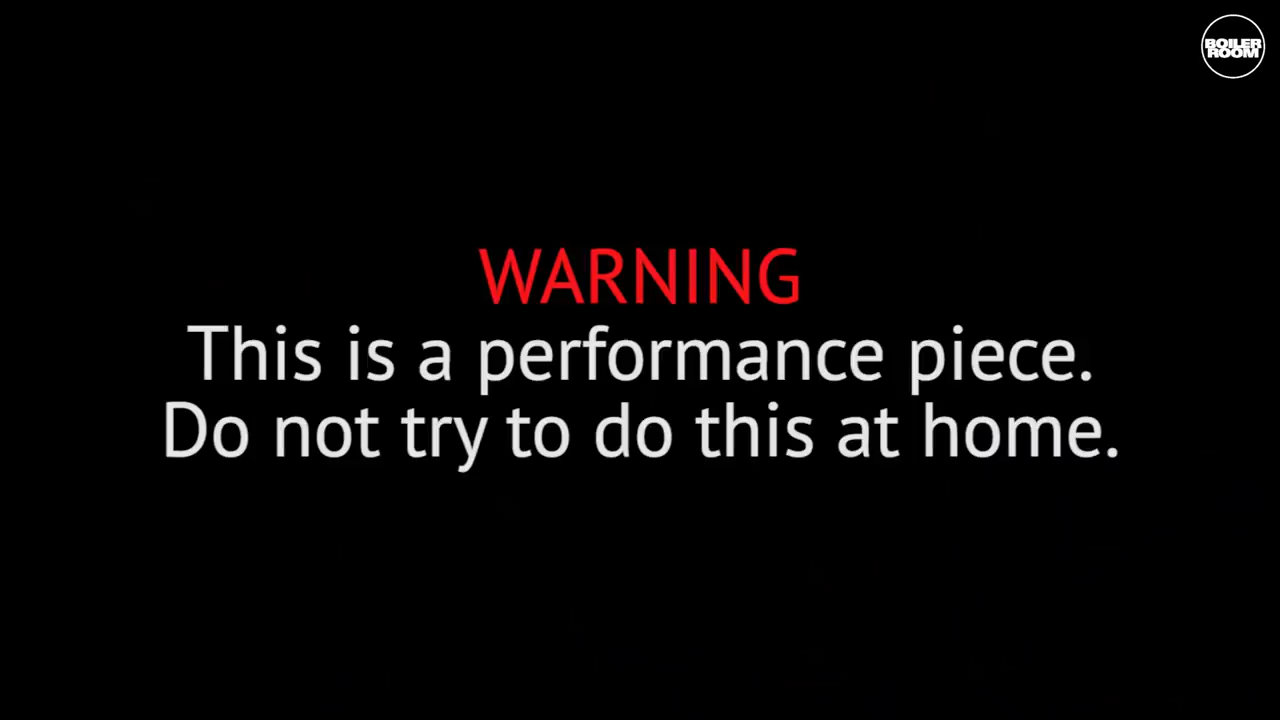 BOILER
ROOM
WARNING
This is a performance piece.
Do not try to do this at home.